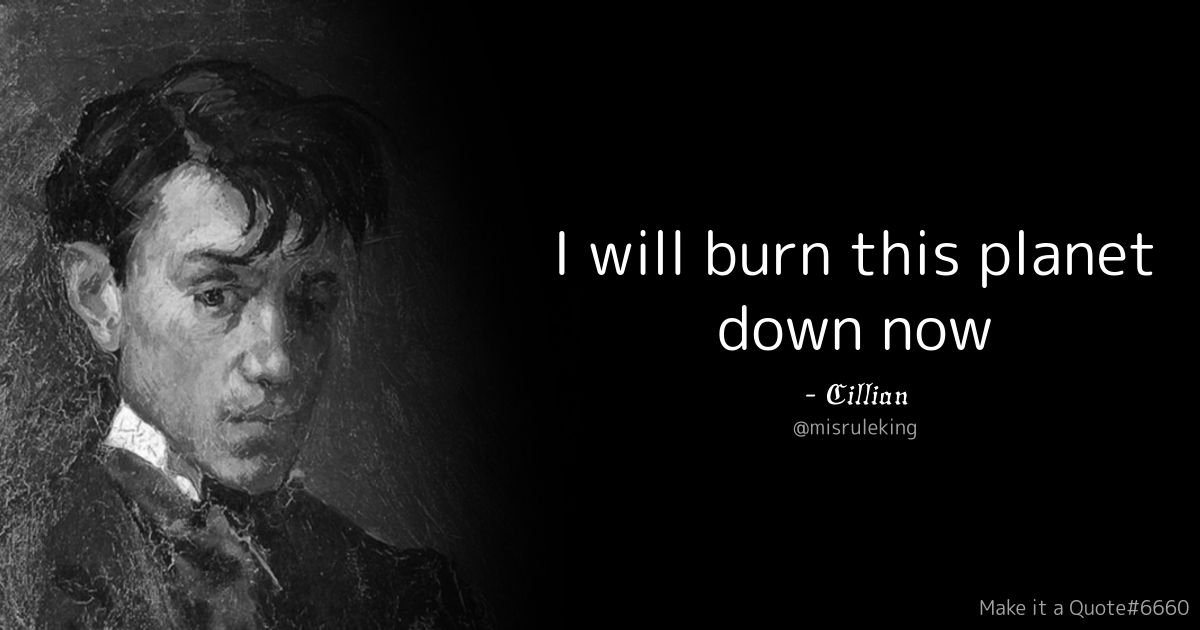 I will burn this planet
down now
- Cillian
@misruleking
Make it a Quote#6660